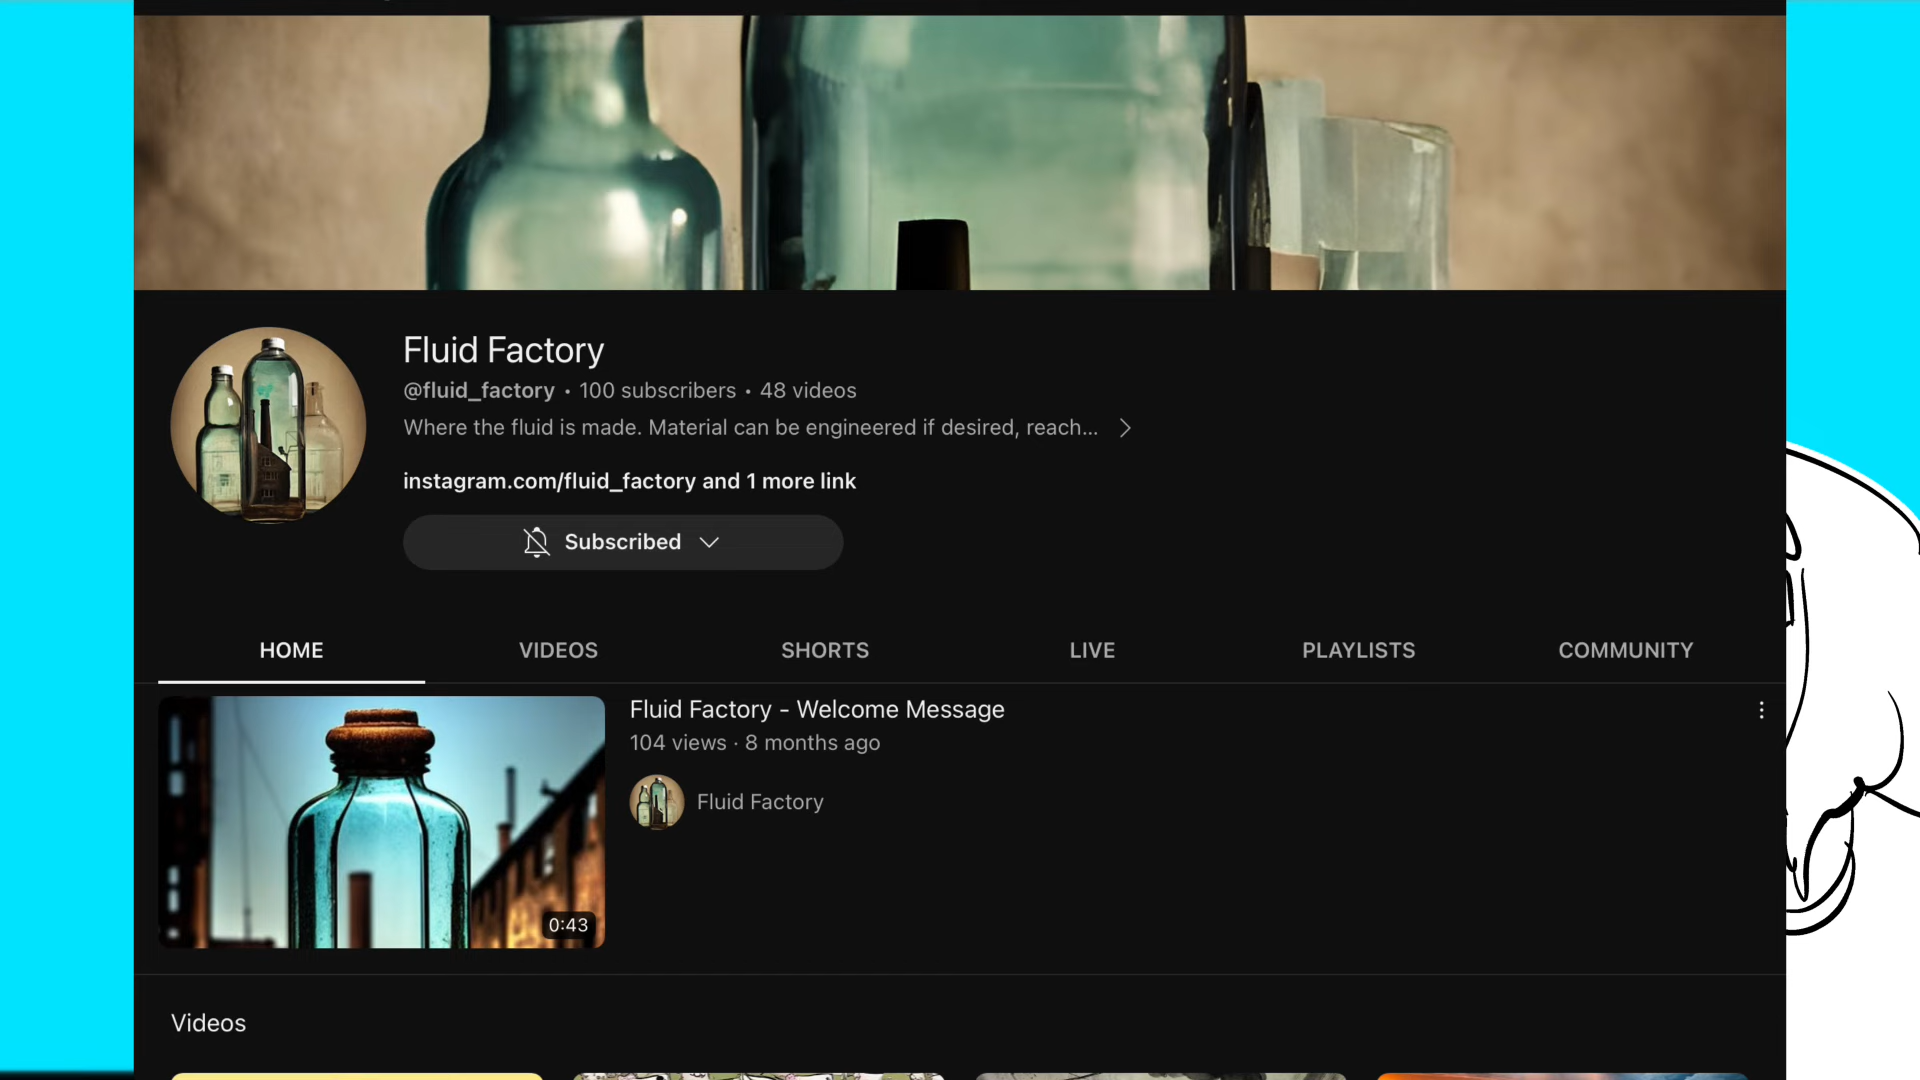 Fluid Factory
@fluid_factory • 100 subscribers • 48 videos
Where the fluid is made. Material can be engineered if desired, reach...
instagram.com/fluid_factory and 1 more link
Subscribed
HOME VIDEOS SHORTS LIVE PLAYLISTS COMMUNITY
Fluid Factory - Welcome Message
104 views · 8 months ago
Fluid Factory
0:43
Videos